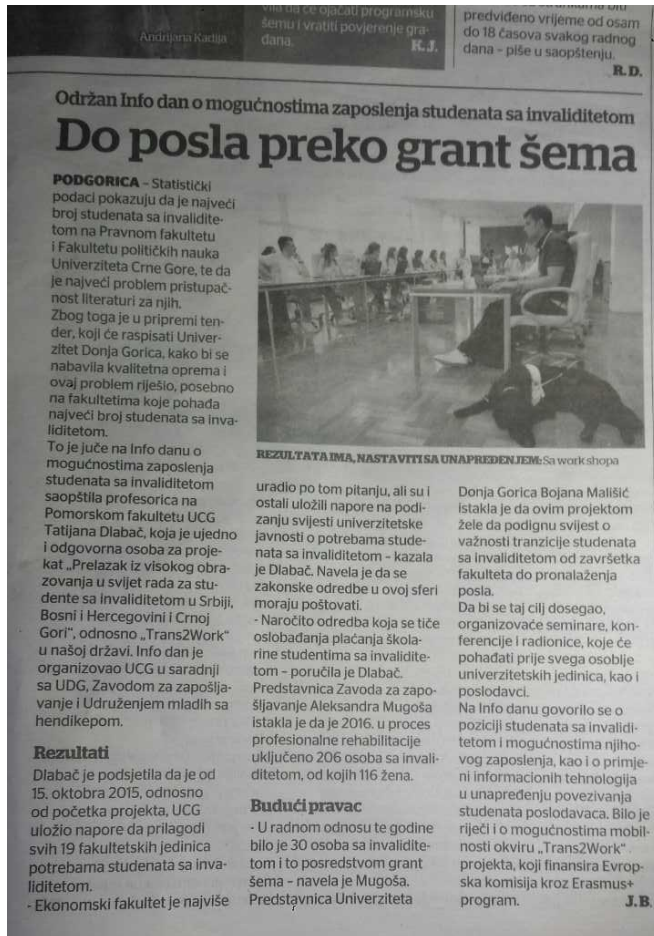 Andrijana Kadija
vila da će ojačati programsku
šemu i vratiti povjerenje gra-
đana.
K.J.
predviđeno vrijeme od osam
do 18 časova svakog radnog
dana – piše u saopštenju.
R.D.
Održan Info dan o mogućnostima zaposlenja studenata sa invaliditetom
Do posla preko grant šema
PODGORICA – Statistički
podaci pokazuju da je najveći
broj studenata sa invalidite-
tom na Pravnom fakultetu
i Fakultetu političkih nauka
Univerziteta Crne Gore, te da
je najveći problem pristupač-
nost literaturi za njih.
Zbog toga je u pripremi ten-
der, koji će raspisati Univer-
zitet Donja Gorica, kako bi se
nabavila kvalitetna oprema i
ovaj problem riješio, posebno
na fakultetima koje pohađa
najveći broj studenata sa inva-
liditetom.
To je juče na Info danu o
mogućnostima zaposlenja
studenata sa invaliditetom
saopštila profesorica na
Pomorskom fakultetu UCG
Tatijana Dlabač, koja je ujedno
i odgovorna osoba za proje-
kat „Prelazak iz visokog obra-
zovanja u svijet rada za stu-
dente sa invaliditetom u Srbiji,
Bosni i Hercegovini i Crnoj
Gori“, odnosno „Trans2Work“
u našoj državi. Info dan je
organizovao UCG u saradnji
sa UDG, Zavodom za zapošlja-
vanje i Udruženjem mladih sa
hendikepom.
Rezultati
Dlabač je podsjetila da je od
15. oktobra 2015, odnosno
od početka projekta, UCG
uložio napore da prilagodi
svih 19 fakultetskih jedinica
potrebama studenata sa inva-
liditetom.
- Ekonomski fakultet je najviše
REZULTATA IMA, NASTAVITI SA UNAPREĐENJEM: Sa work shopa
uradio po tom pitanju, ali su i
ostali uložili napore na podi-
zanju svijesti univerzitetske
javnosti o potrebama stude-
nata sa invaliditetom – kazala
je Dlabač. Navela je da se
zakonske odredbe u ovoj sferi
moraju poštovati.
- Naročito odredba koja se tiče
oslobađanja plaćanja školа-
rine studentima sa invalidite-
tom – poručila je Dlabač.
Predstavnica Zavoda za zapo-
šljavanje Aleksandra Mugoša
istakla je da je 2016. u proces
profesionalne rehabilitacije
uključeno 206 osoba sa invali-
ditetom, od kojih 116 žena.
Budući pravac
- U radnom odnosu te godine
bilo je 30 osoba sa invalidite-
tom i to posredstvom grant
šema – navela je Mugoša.
Predstavnica Univerziteta
Donja Gorica Bojana Mališić
istakla je da ovim projektom
žele da podignu svijest o
važnosti tranzicije studenata
sa invaliditetom od završetka
fakulteta do pronalaženja
posla.
Da bi se taj cilj dosegao,
organizovaće seminare, kon-
ferencije i radionice, koje će
pohađati prije svega osoblje
univerzitetskih jedinica, kao i
poslodavci.
Na Info danu govorilo se o
poziciji studenata sa invalidi-
tetom i mogućnostima njiho-
vog zaposlenja, kao i o primje-
ni informacionih tehnologija
u unapređenju povezivanja
studenata poslodavaca. Bilo je
riječi i o mogućnostima mobil-
nosti okviru „Trans2Work“
projekta, koji finansira Evrop-
ska komisija kroz Erasmus+
program.
J.B.